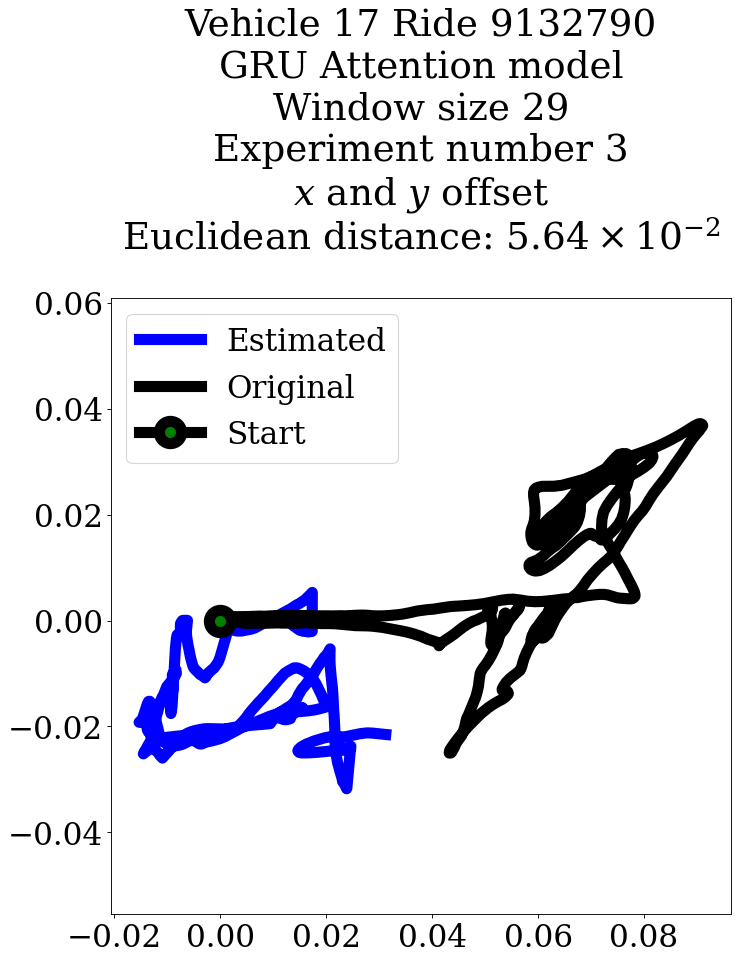 Vehicle 17 Ride 9132790
GRU Attention model
Window size 29
Experiment number 3
x and y offset
Euclidean distance: 5.64 × 10⁻²
0.06
0.04
0.02
0.00
−0.02
−0.04
Estimated
Original
Start
−0.02 0.00 0.02 0.04 0.06 0.08